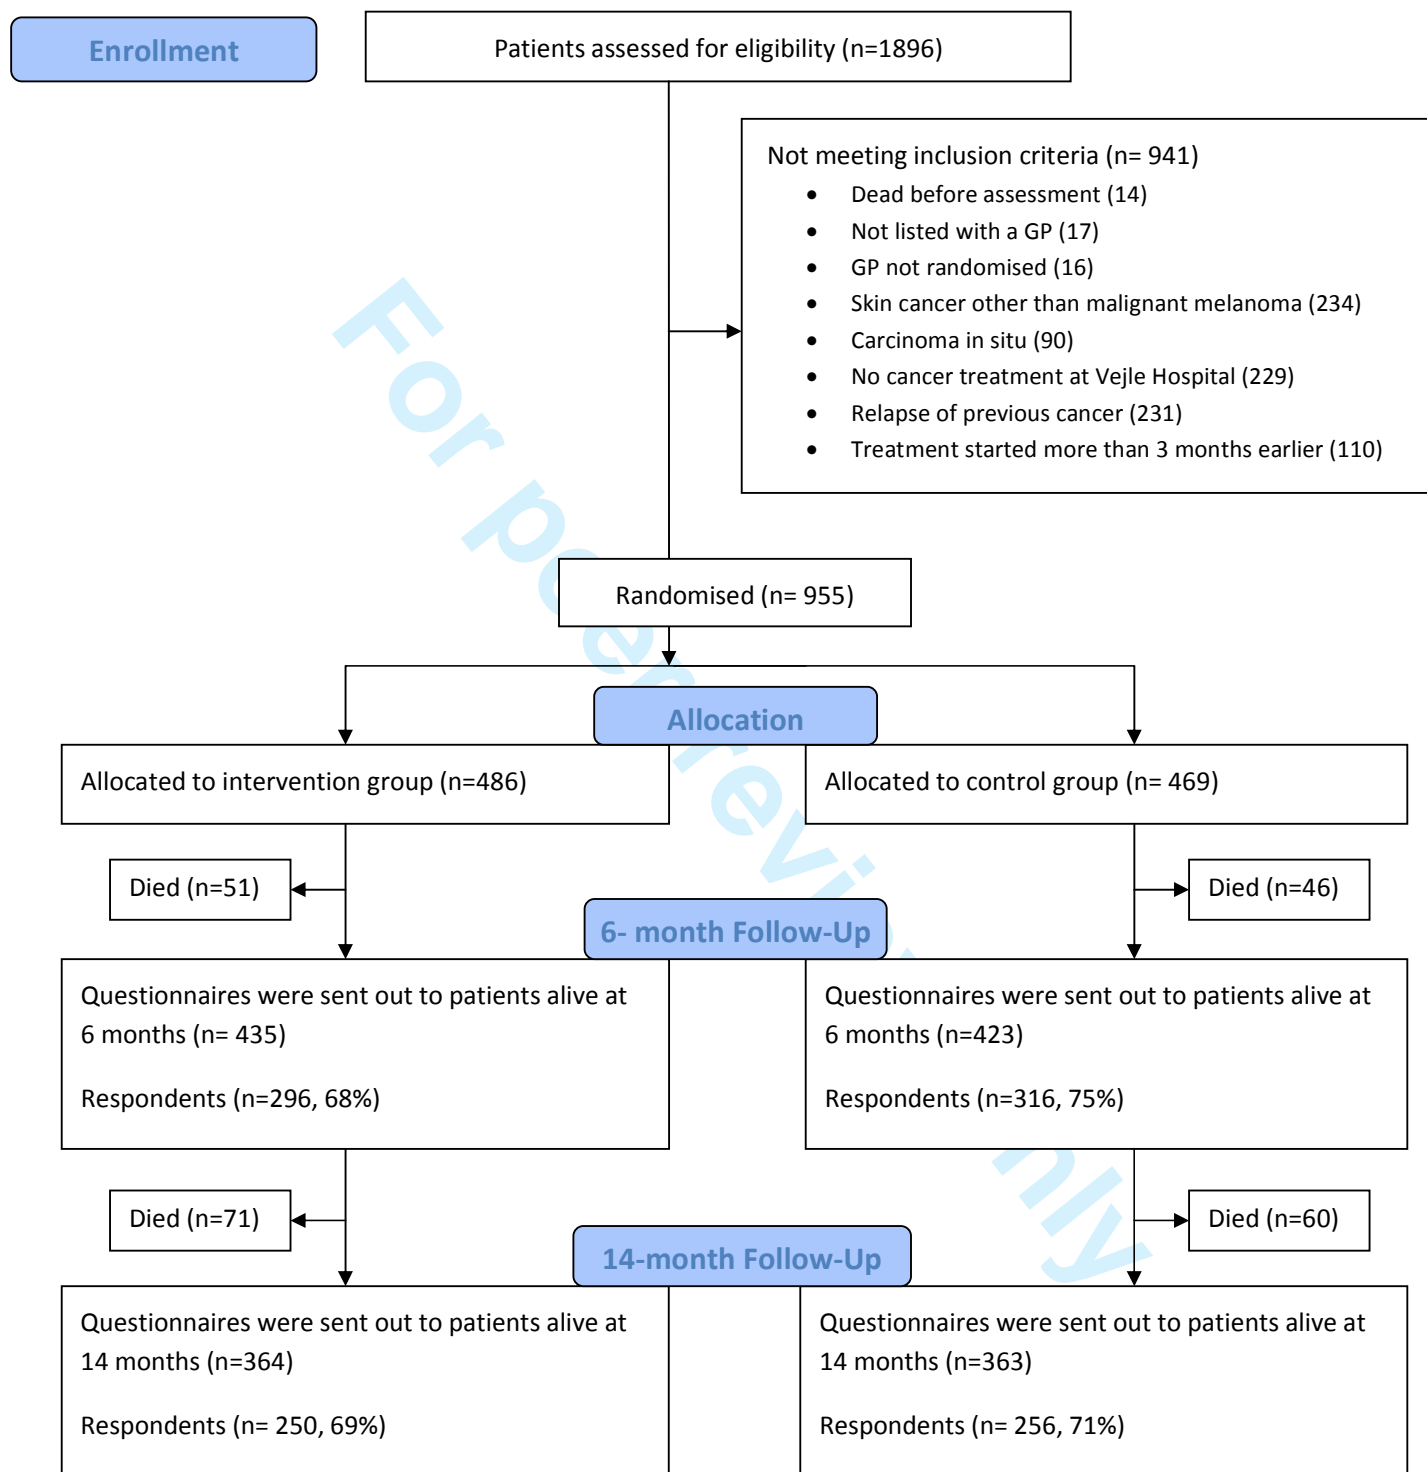 Enrollment
Patients assessed for eligibility (n=1896)
Not meeting inclusion criteria (n= 941)
• Dead before assessment (14)
• Not listed with a GP (17)
• GP not randomised (16)
• Skin cancer other than malignant melanoma (234)
• Carcinoma in situ (90)
• No cancer treatment at Vejle Hospital (229)
• Relapse of previous cancer (231)
• Treatment started more than 3 months earlier (110)
Randomised (n= 955)
Allocation
Allocated to intervention group (n=486)
Allocated to control group (n= 469)
Died (n=51)
Died (n=46)
6- month Follow-Up
Questionnaires were sent out to patients alive at
6 months (n= 435)
Respondents (n=296, 68%)
Questionnaires were sent out to patients alive at
6 months (n=423)
Respondents (n=316, 75%)
Died (n=71)
Died (n=60)
14-month Follow-Up
Questionnaires were sent out to patients alive at
14 months (n=364)
Respondents (n= 250, 69%)
Questionnaires were sent out to patients alive at
14 months (n=363)
Respondents (n= 256, 71%)
For peer review only